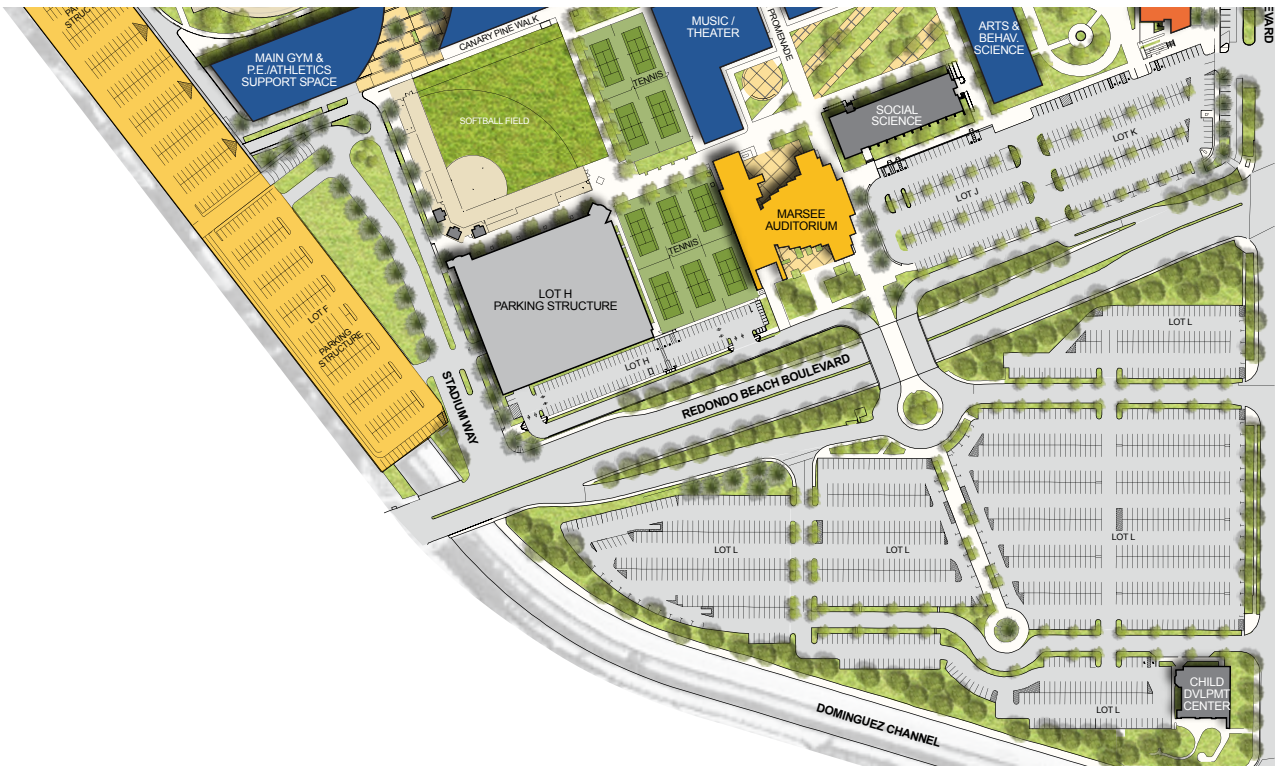 PARKING
MAIN GYM &
P.E./ATHLETICS
SUPPORT SPACE
CANARY PINE WALK
MUSIC /
THEATER
PROMENADE
ARTS &
BEHAV.
SCIENCE
EVARD
TENNIS
SOFTBALL FIELD
SOCIAL
SCIENCE
LOT K
LOT J
MARSEE
AUDITORIUM
TENNIS
LOT H
PARKING STRUCTURE
LOT F
PARKING
STRUCTURE
LOT H
STADIUM WAY
REDONDO BEACH BOULEVARD
LOT L
LOT L
LOT L
LOT L
CHILD
DVLPMT
CENTER
LOT L
DOMINGUEZ CHANNEL